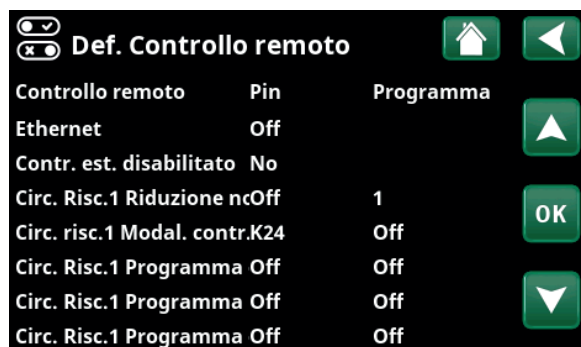 Def. Controllo remoto
Controllo remoto Pin Programma
Ethernet Off
Contr. est. disabilitato No
Circ. Risc.1 Riduzione ncOff 1
OK
Circ. risc.1 Modal. contr.K24 Off
Circ. Risc.1 Programma Off Off
Circ. Risc.1 Programma Off Off
Circ. Risc.1 Programma Off Off